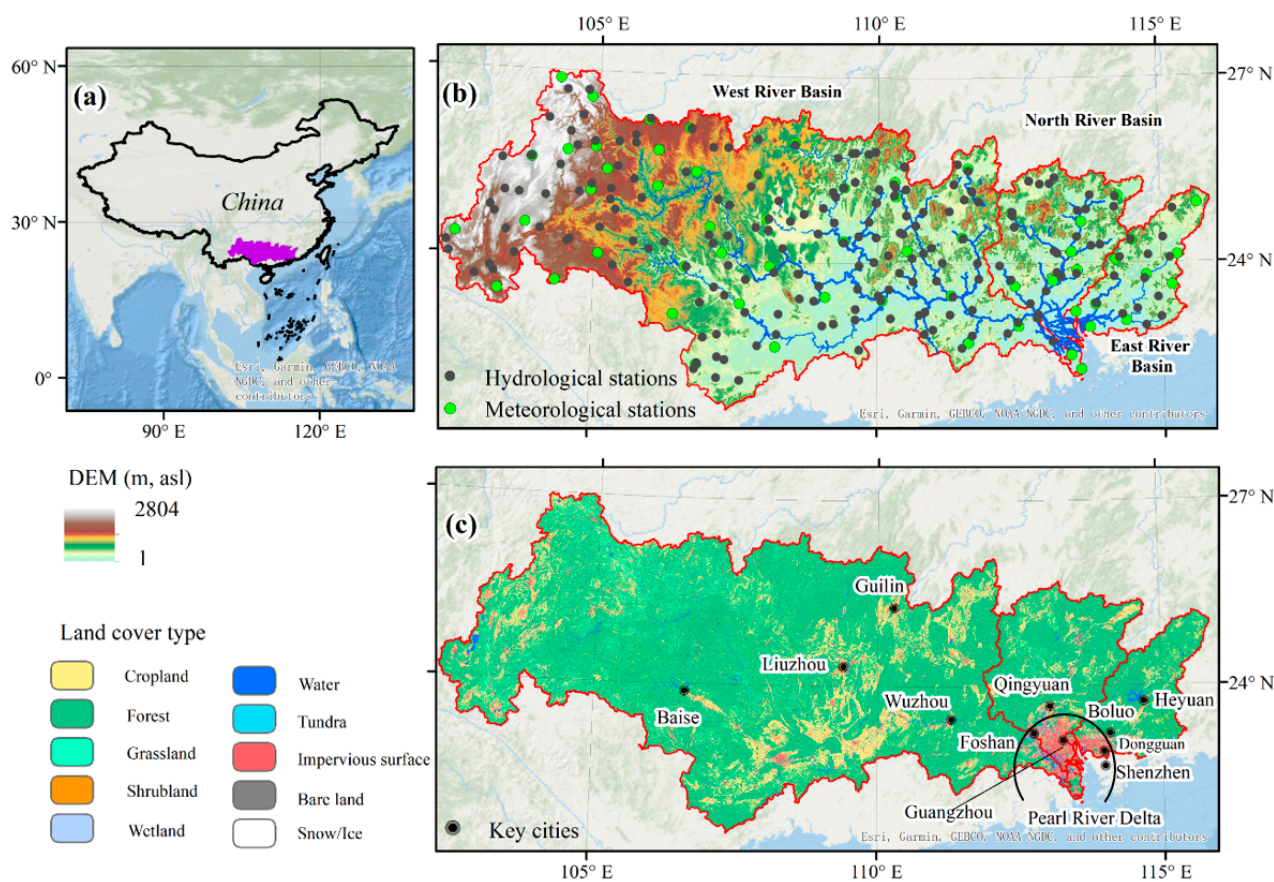 105° E
110° E
115° E
60° N
30° N
0°
90° E
120° E
(a)
China
Esri, Garmin, GEBCO, NOAA
NGDC, and other
contributors
(b)
West River Basin
North River Basin
East River
Basin
27° N
24° N
Hydrological stations
Meteorological stations
Esri, Garmin, GEBCO, NOAA NGDC, and other contributors
DEM (m, asl)
2804
1
Land cover type
Cropland
Forest
Grassland
Shrubland
Wetland
Water
Tundra
Impervious surface
Bare land
Snow/Ice
(c)
27° N
24° N
Guilin
Liuzhou
Baise
Wuzhou
Qingyuan
Boluo
Heyuan
Foshan
Dongguan
Shenzhen
Guangzhou
Pearl River Delta
Key cities
Esri, Garmin, GEBCO, NOAA NGDC, and other contributors
105° E
110° E
115° E